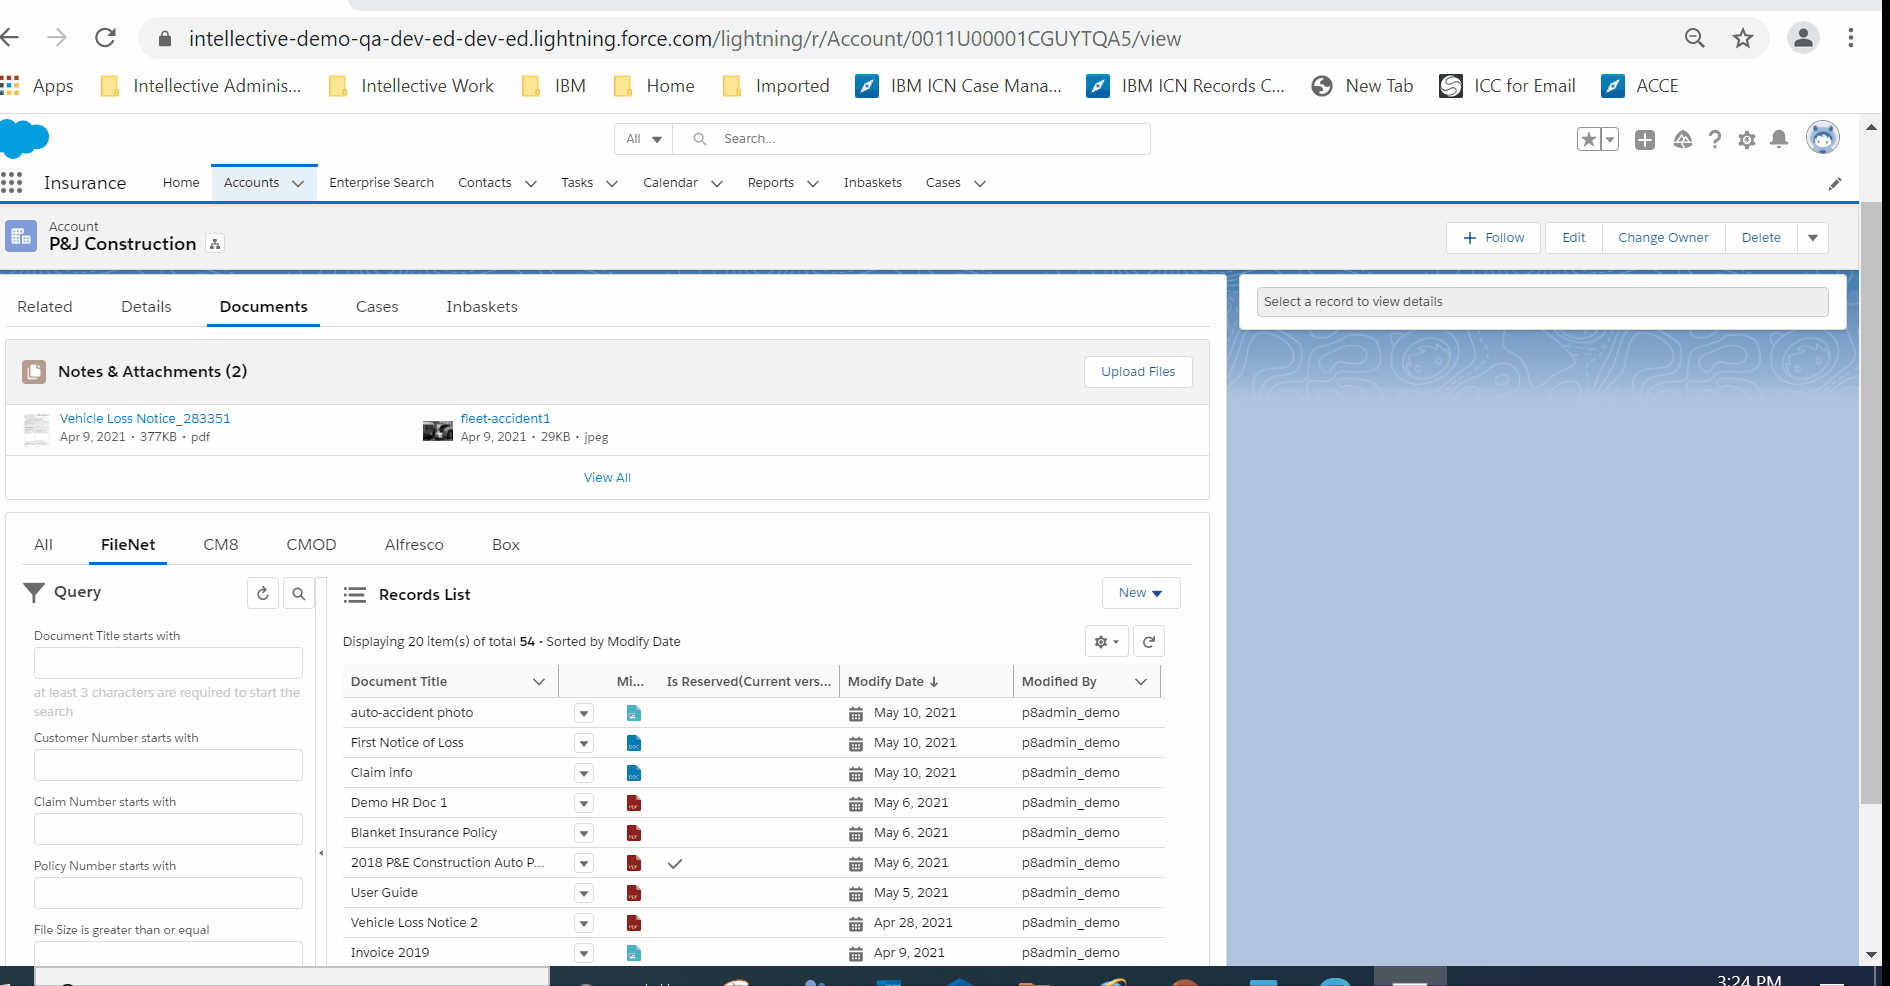 intellective-demo-qa-dev-ed-dev-ed.lightning.force.com/lightning/r/Account/0011U00001CGUYTQA5/view
Apps Intellective Adminis... Intellective Work IBM Home Imported IBM ICN Case Mana... IBM ICN Records C... New Tab ICC for Email ACCE
All Search...
Insurance Home Accounts Enterprise Search Contacts Tasks Calendar Reports Inbaskets Cases
Account
P&J Construction
Follow Edit Change Owner Delete
Related Details Documents Cases Inbaskets
Select a record to view details
Notes & Attachments (2)
Upload Files
Vehicle Loss Notice_283351
Apr 9, 2021 • 377KB • pdf
fleet-accident1
Apr 9, 2021 • 29KB • jpeg
View All
All FileNet CM8 CMOD Alfresco Box
Query
Document Title starts with
at least 3 characters are required to start the
search
Customer Number starts with
Claim Number starts with
Policy Number starts with
File Size is greater than or equal
Records List
New
Displaying 20 item(s) of total 54 • Sorted by Modify Date
Document Title Mi... Is Reserved(Current vers... Modify Date Modified By
auto-accident photo May 10, 2021 p8admin_demo
First Notice of Loss DOC May 10, 2021 p8admin_demo
Claim info DOC May 10, 2021 p8admin_demo
Demo HR Doc 1 PDF May 6, 2021 p8admin_demo
Blanket Insurance Policy PDF May 6, 2021 p8admin_demo
2018 P&E Construction Auto P... PDF May 6, 2021 p8admin_demo
User Guide PDF May 5, 2021 p8admin_demo
Vehicle Loss Notice 2 PDF Apr 28, 2021 p8admin_demo
Invoice 2019 Apr 9, 2021 p8admin_demo
3:24 PM